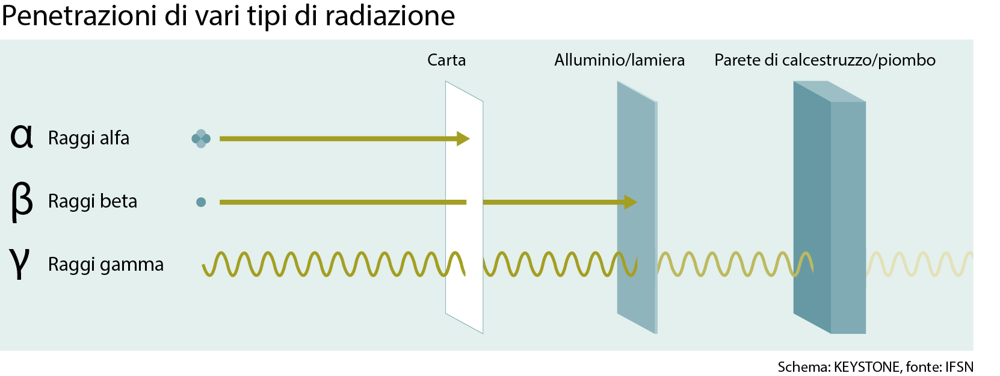 Penetrazioni di vari tipi di radiazione
Carta
Alluminio/lamiera
Parete di calcestruzzo/piombo
α Raggi alfa
β Raggi beta
γ Raggi gamma
Schema: KEYSTONE, fonte: IFSN